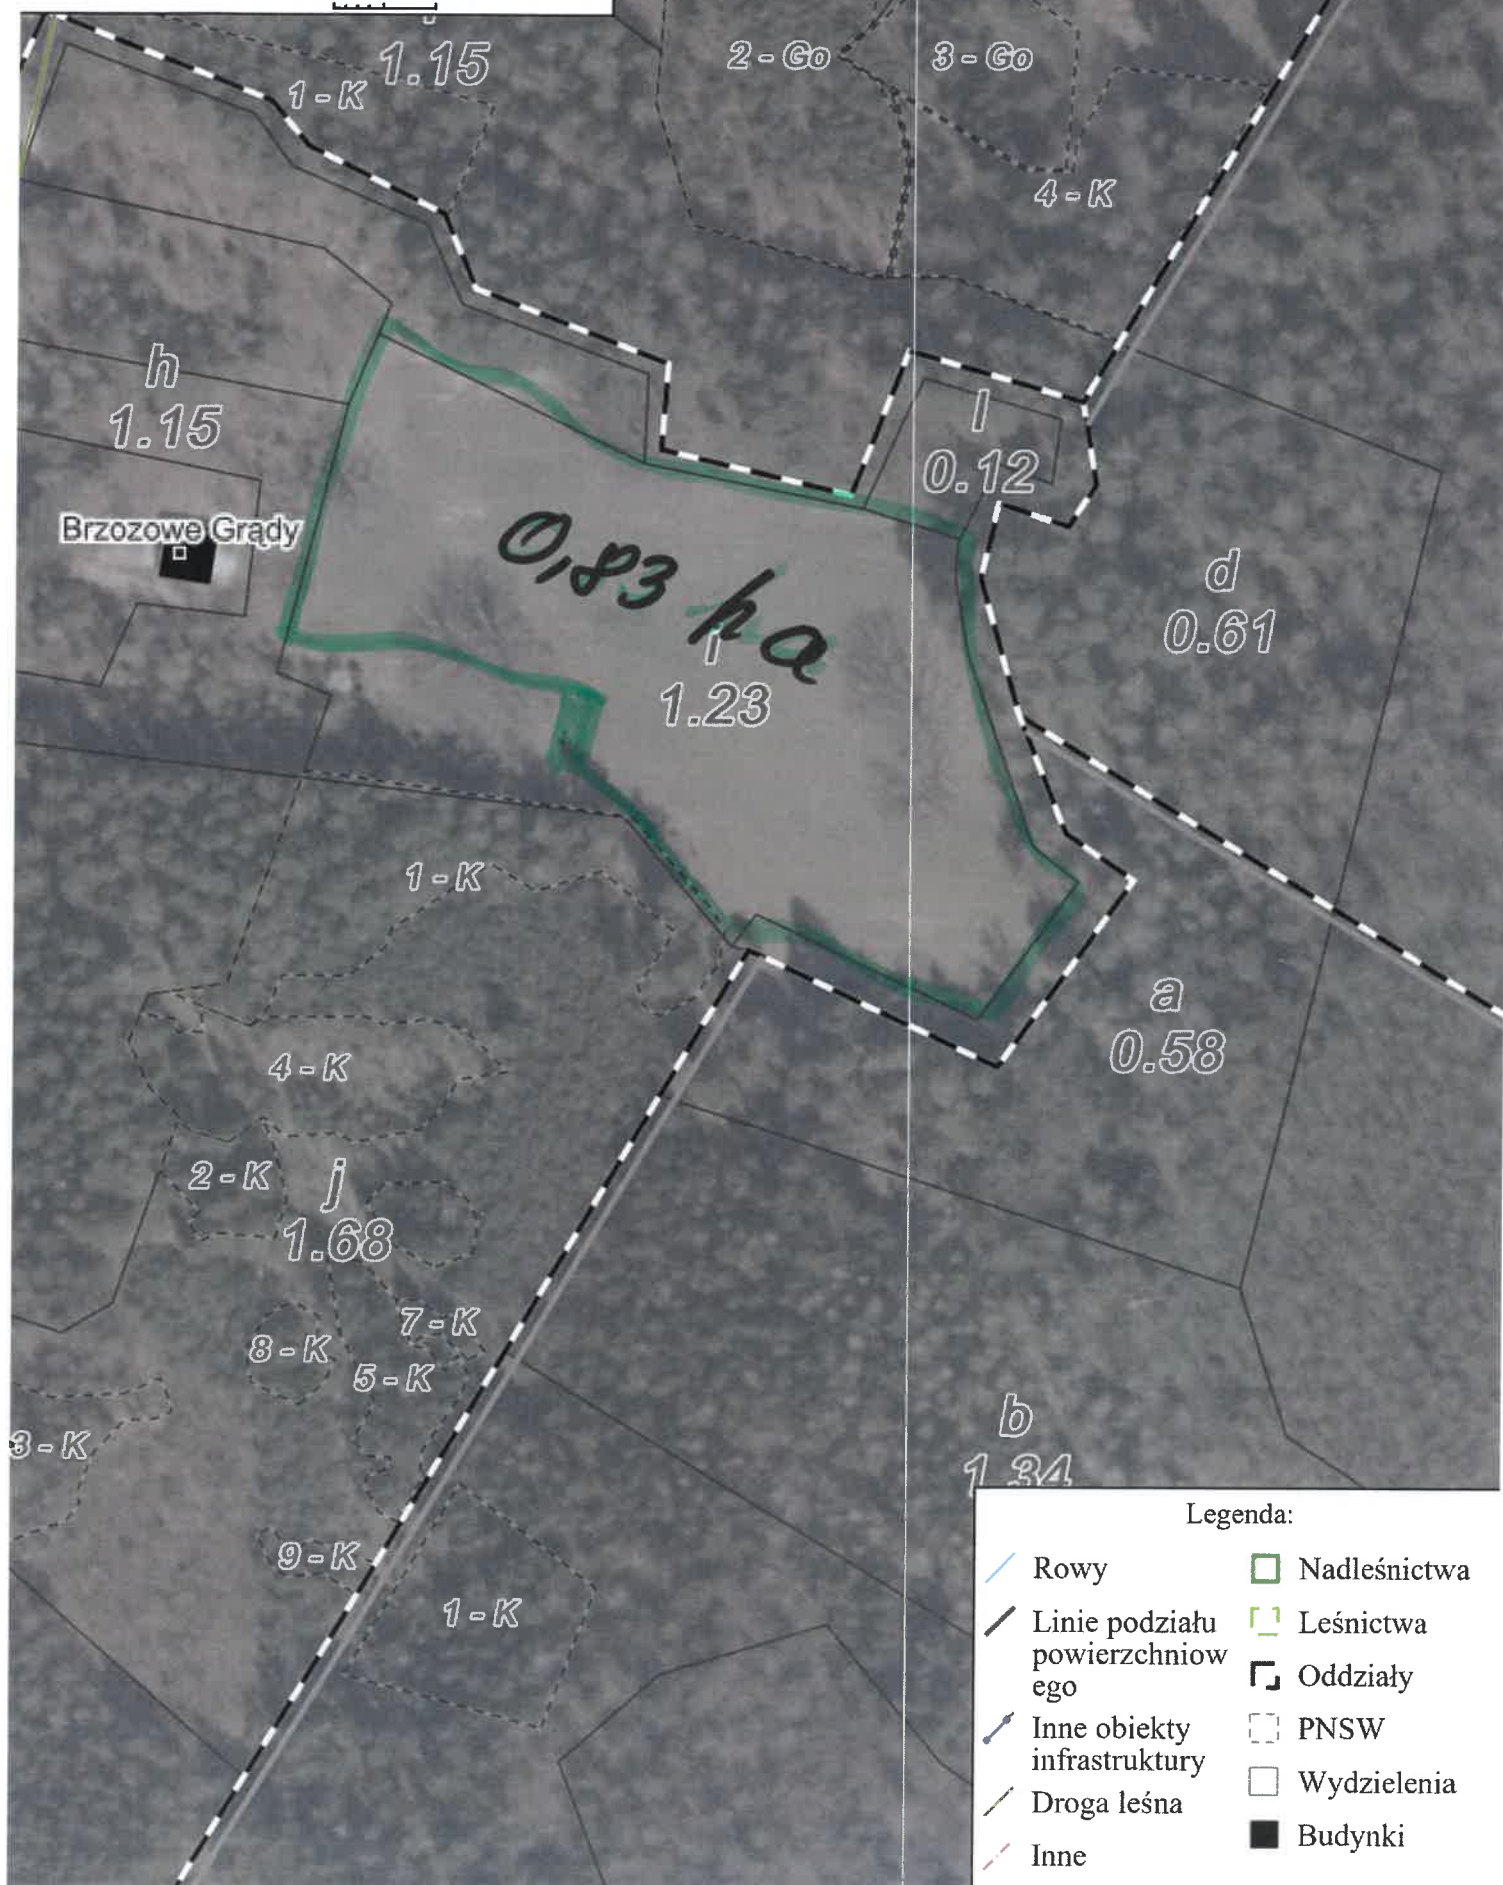 1.15
1 - K
2 - Go
3 - Go
4 - K
h
1.15
l
0.12
Brzozowe Grądy
0,83 ha
d
0.61
i
1.23
1 - K
a
0.58
4 - K
2 - K
j
1.68
7 - K
8 - K
5 - K
3 - K
b
1.34
9 - K
1 - K
Legenda:
Rowy
Linie podziału
powierzchniow
ego
Inne obiekty
infrastruktury
Droga leśna
Inne
Nadleśnictwa
Leśnictwa
Oddziały
PNSW
Wydzielenia
Budynki